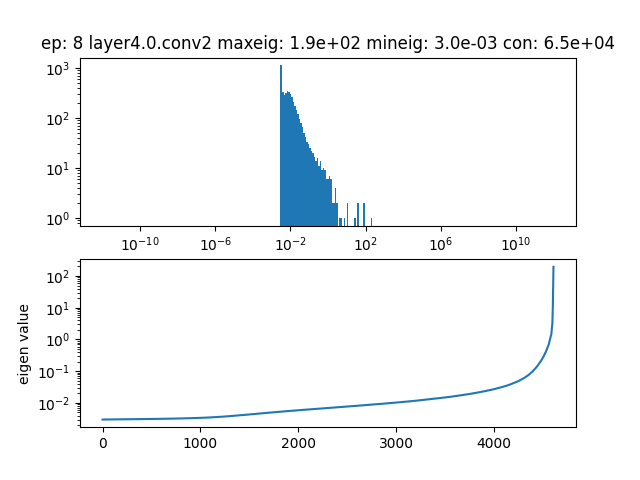 ep: 8 layer4.0.conv2 maxeig: 1.9e+02 mineig: 3.0e-03 con: 6.5e+04
10³
10²
10¹
10⁰
10⁻¹⁰ 10⁻⁶ 10⁻² 10² 10⁶ 10¹⁰
eigen value
10²
10¹
10⁰
10⁻¹
10⁻²
0 1000 2000 3000 4000